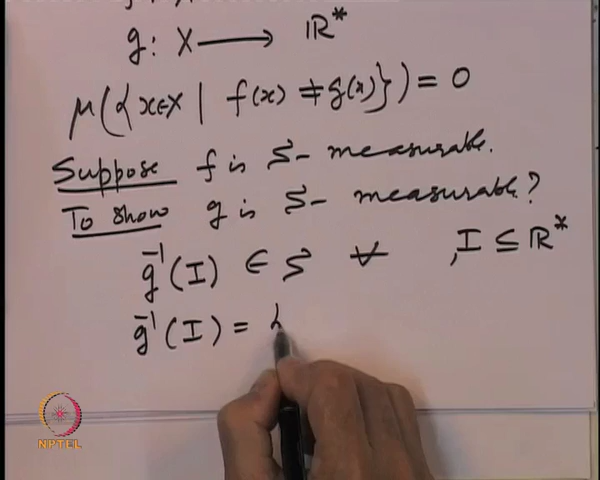 g: X ⟶ ℝ*
μ({x∈X | f(x) ≠ g(x)}) = 0
Suppose f is S-measurable.
To show g is S-measurable?
g⁻¹(I) ∈ S ∀ , I ⊆ ℝ*
g⁻¹(I) = {
NPTEL